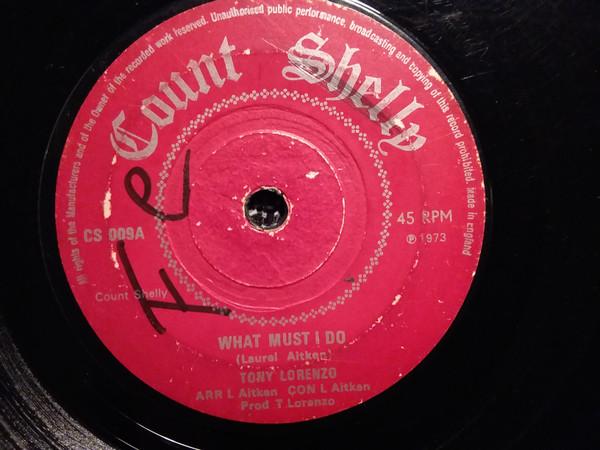 All rights of the Manufacturers and of the Owner of the recorded work reserved. Unauthorised public performance, broadcasting and copying of this record prohibited. Made in england
Count Shelly
CS 009A
45 RPM
℗ 1973
Count Shelly
WHAT MUST I DO
(Laurel Aitken)
TONY LORENZO
ARR L Aitken CON L Aitken
Prod T Lorenzo